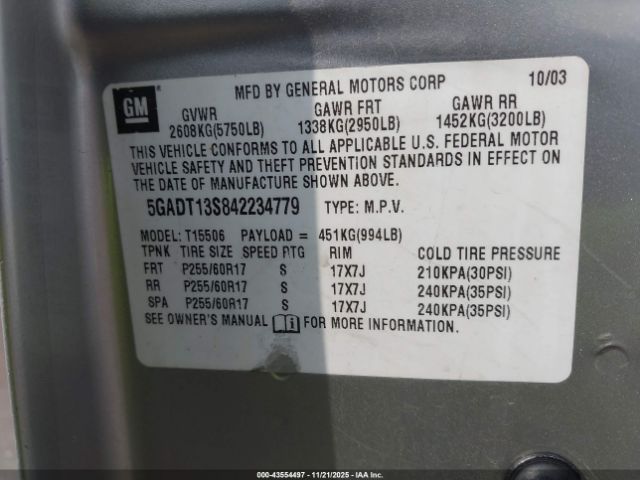 MFD BY GENERAL MOTORS CORP 10/03
GM
GVWR GAWR FRT GAWR RR
2608KG(5750LB) 1338KG(2950LB) 1452KG(3200LB)
THIS VEHICLE CONFORMS TO ALL APPLICABLE U.S. FEDERAL MOTOR
VEHICLE SAFETY AND THEFT PREVENTION STANDARDS IN EFFECT ON
THE DATE OF MANUFACTURE SHOWN ABOVE.
5GADT13S842234779 TYPE: M.P.V.
MODEL: T15506 PAYLOAD = 451KG(994LB)
TPNK TIRE SIZE SPEED RTG RIM COLD TIRE PRESSURE
FRT P255/60R17 S 17X7J 210KPA(30PSI)
RR P255/60R17 S 17X7J 240KPA(35PSI)
SPA P255/60R17 S 17X7J 240KPA(35PSI)
SEE OWNER'S MANUAL FOR MORE INFORMATION.
000-43554497 - 11/21/2025 - IAAI.COM